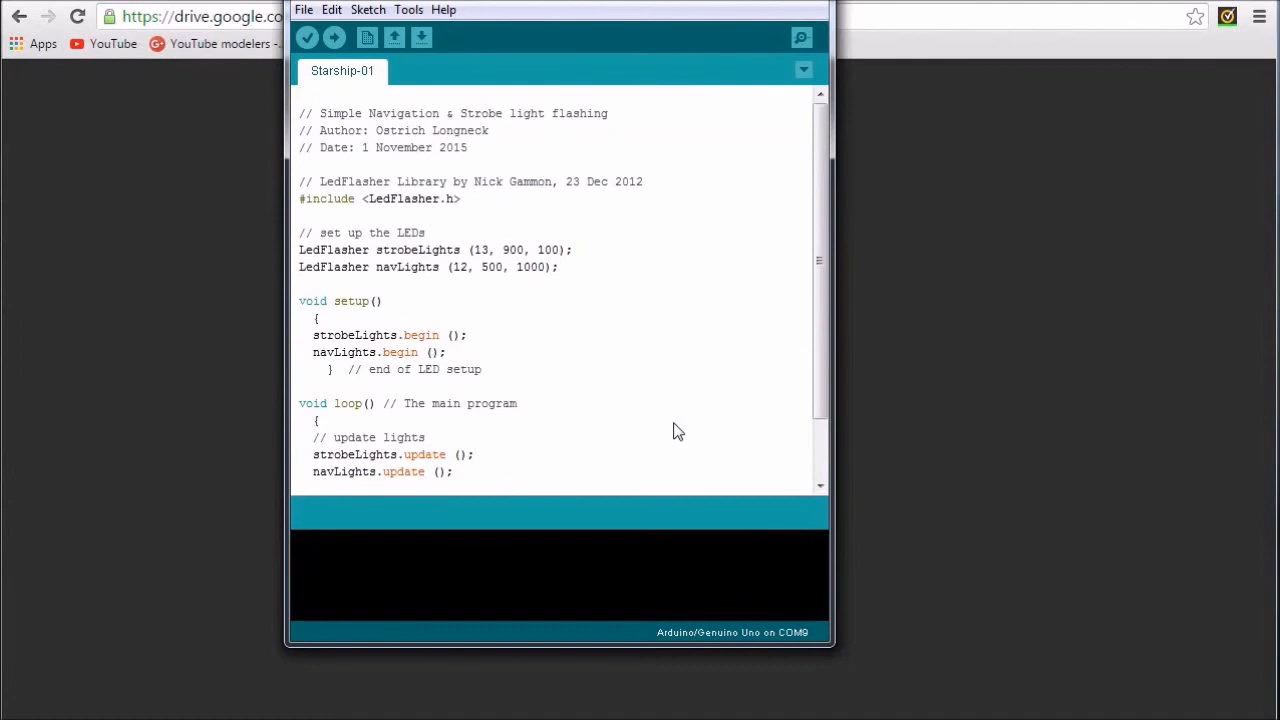 File Edit Sketch Tools Help
https://drive.google.co
Apps YouTube YouTube modelers -
Starship-01
// Simple Navigation & Strobe light flashing
// Author: Ostrich Longneck
// Date: 1 November 2015
// LedFlasher Library by Nick Gammon, 23 Dec 2012
#include <LedFlasher.h>
// set up the LEDs
LedFlasher strobeLights (13, 900, 100);
LedFlasher navLights (12, 500, 1000);
void setup()
{
strobeLights.begin ();
navLights.begin ();
} // end of LED setup
void loop() // The main program
{
// update lights
strobeLights.update ();
navLights.update ();
Arduino/Genuino Uno on COM9